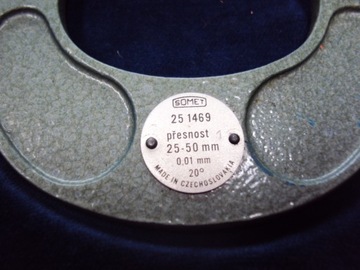 SOMET
25 1469
přesnost
25-50 mm
0,01 mm
20°
MADE IN CZECHOSLOVAKIA